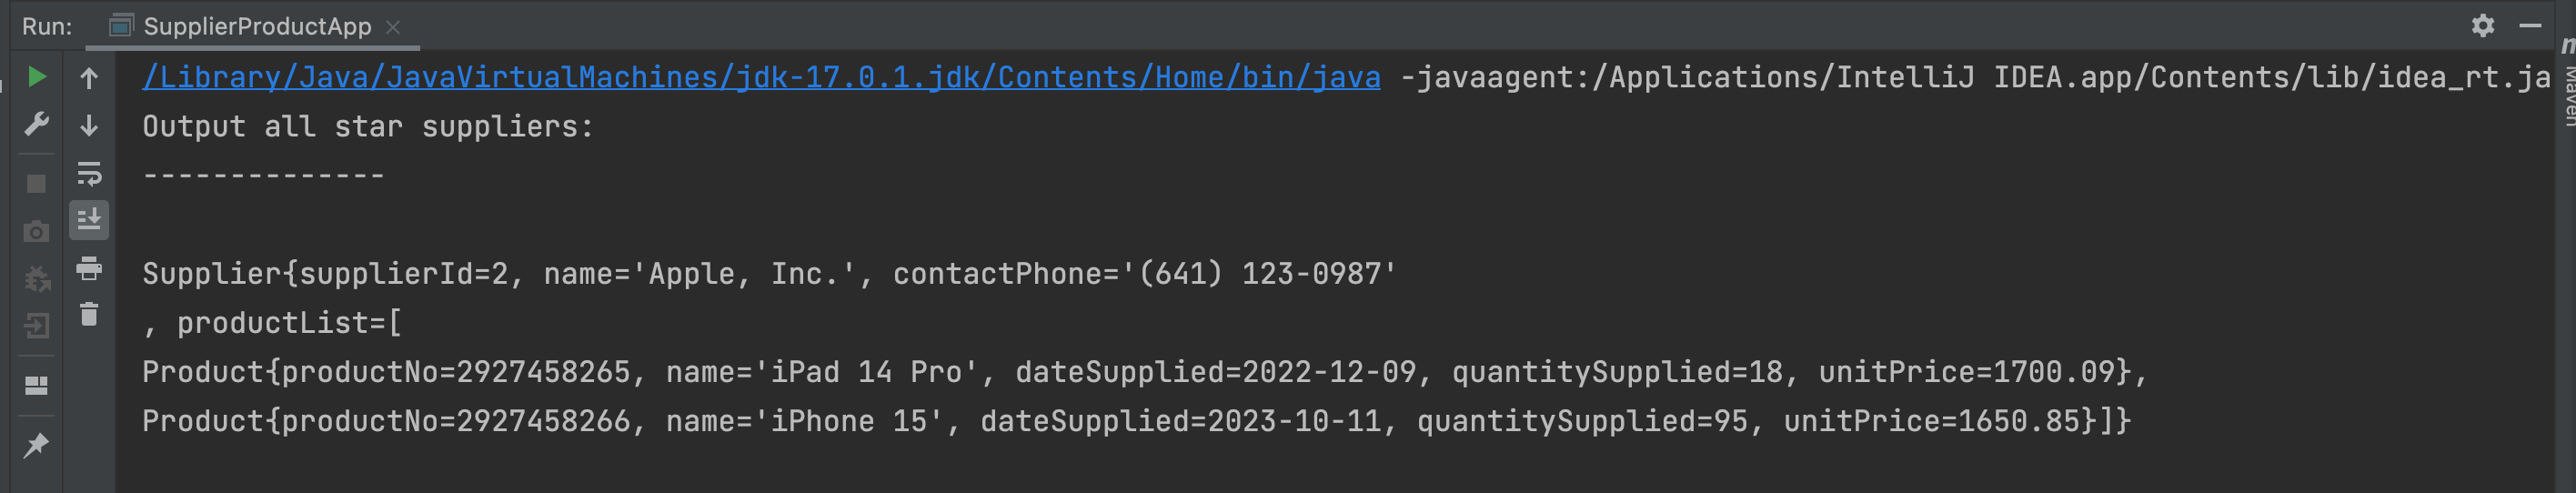 Run: SupplierProductApp
/Library/Java/JavaVirtualMachines/jdk-17.0.1.jdk/Contents/Home/bin/java -javaagent:/Applications/IntelliJ IDEA.app/Contents/lib/idea_rt.ja
Output all star suppliers:
--------------
Supplier{supplierId=2, name='Apple, Inc.', contactPhone='(641) 123-0987'
, productList=[
Product{productNo=2927458265, name='iPad 14 Pro', dateSupplied=2022-12-09, quantitySupplied=18, unitPrice=1700.09},
Product{productNo=2927458266, name='iPhone 15', dateSupplied=2023-10-11, quantitySupplied=95, unitPrice=1650.85}]}
m
Maven